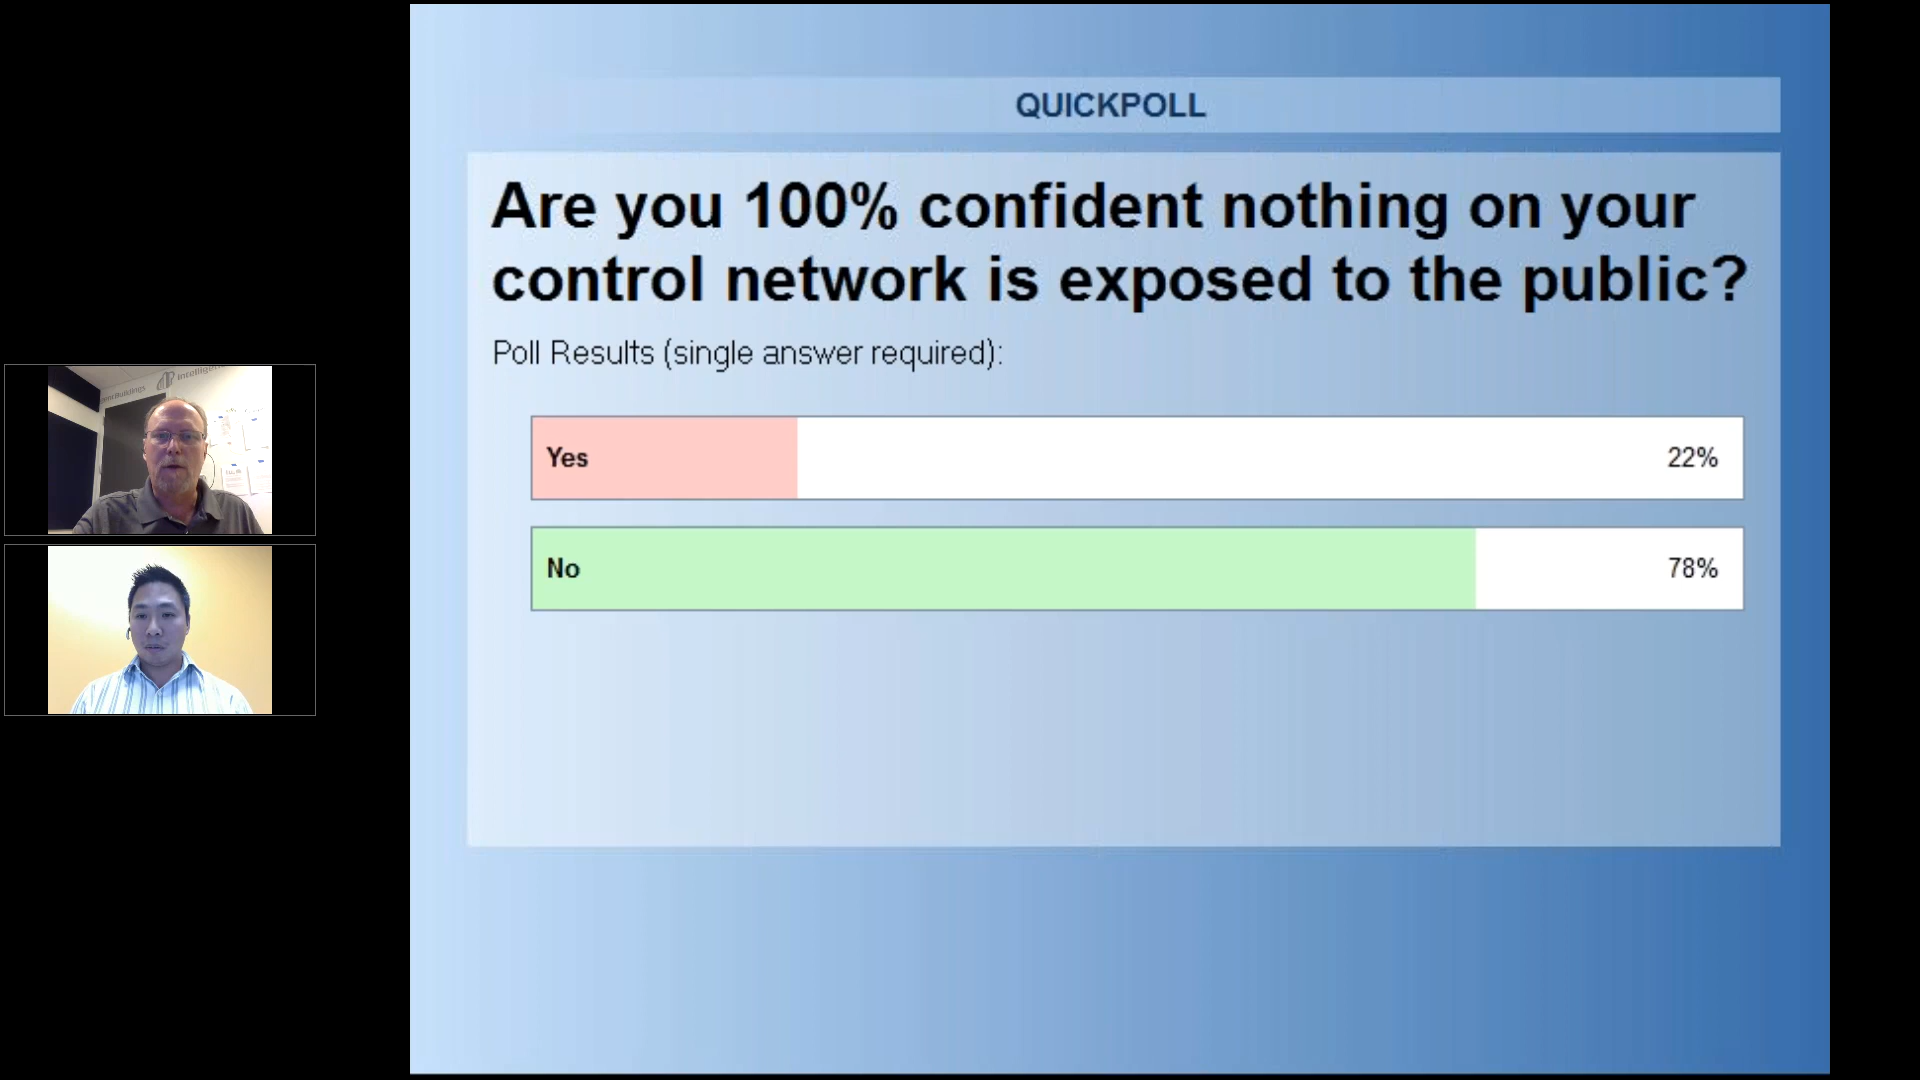 QUICKPOLL
Are you 100% confident nothing on your
control network is exposed to the public?
Poll Results (single answer required):
Yes 22%
No 78%